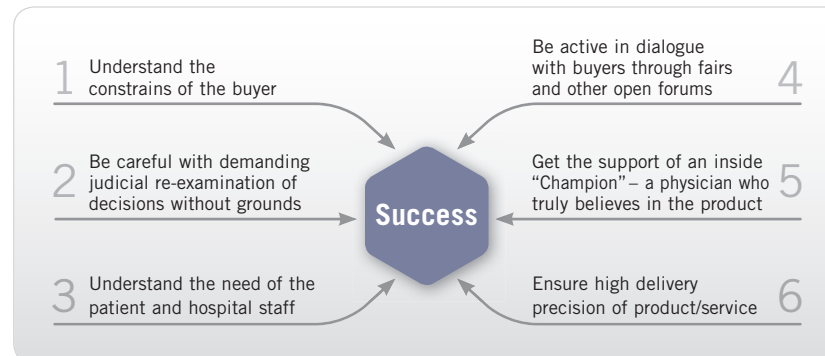 1
Understand the
constrains of the buyer
2
Be careful with demanding
judicial re-examination of
decisions without grounds
3
Understand the need of the
patient and hospital staff
Success
Be active in dialogue
with buyers through fairs
and other open forums
4
Get the support of an inside
“Champion” – a physician who
truly believes in the product
5
Ensure high delivery
precision of product/service
6